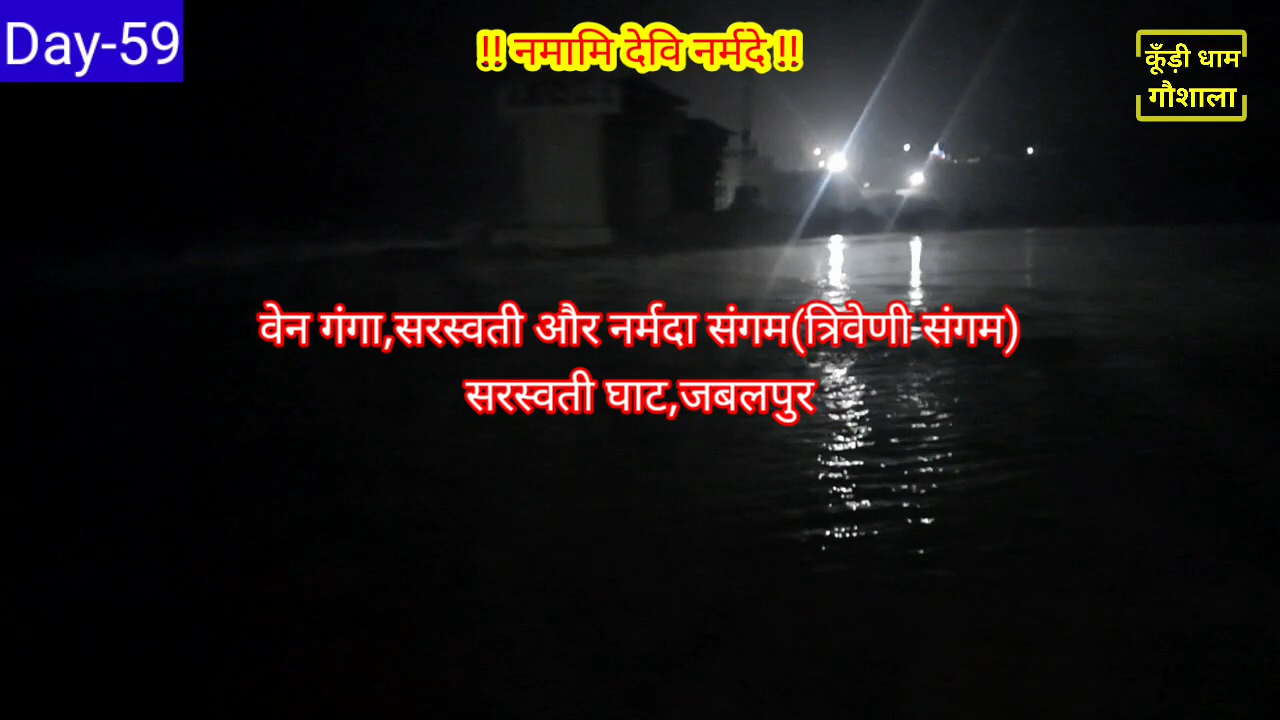 Day-59
!! नमामि देवि नर्मदे !!
कूँड़ी धाम
गौशाला
वेन गंगा,सरस्वती और नर्मदा संगम(त्रिवेणी संगम)
सरस्वती घाट,जबलपुर